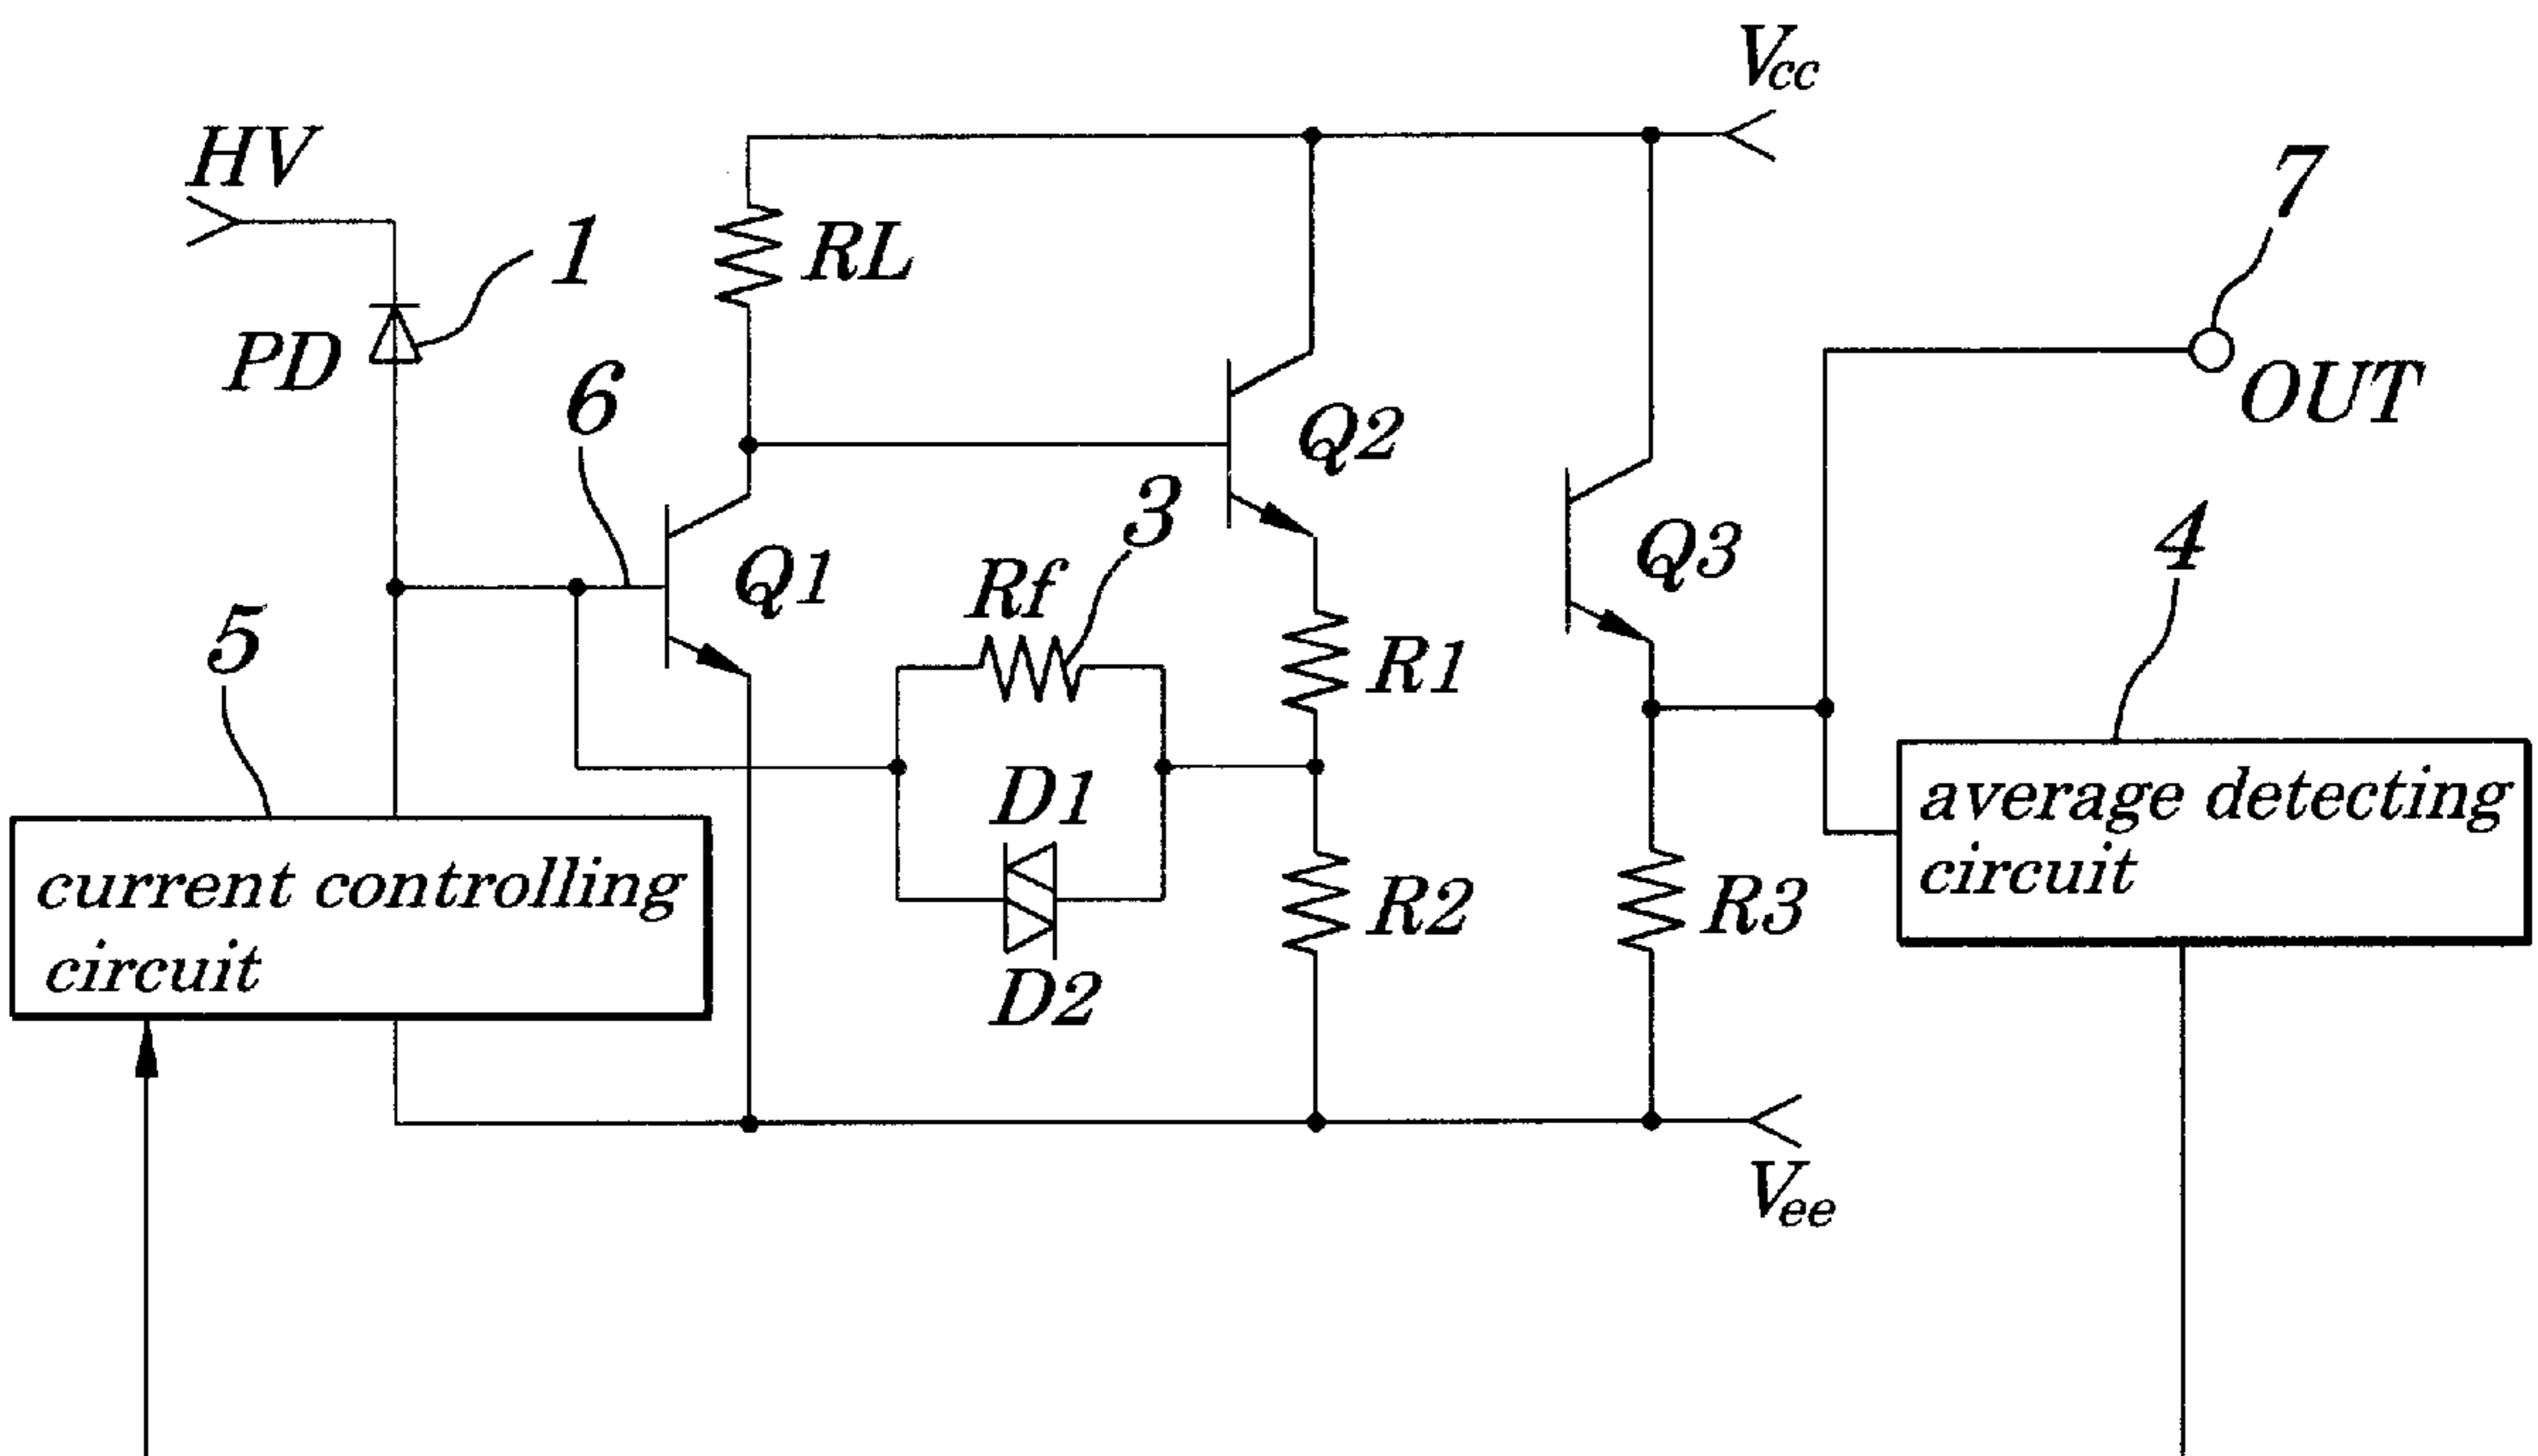 Vcc
HV
7
1
RL
PD
OUT
6
Q2
3
4
Q3
Q1
Rf
5
R1
average detecting
circuit
D1
current controlling
circuit
R2
R3
D2
Vee